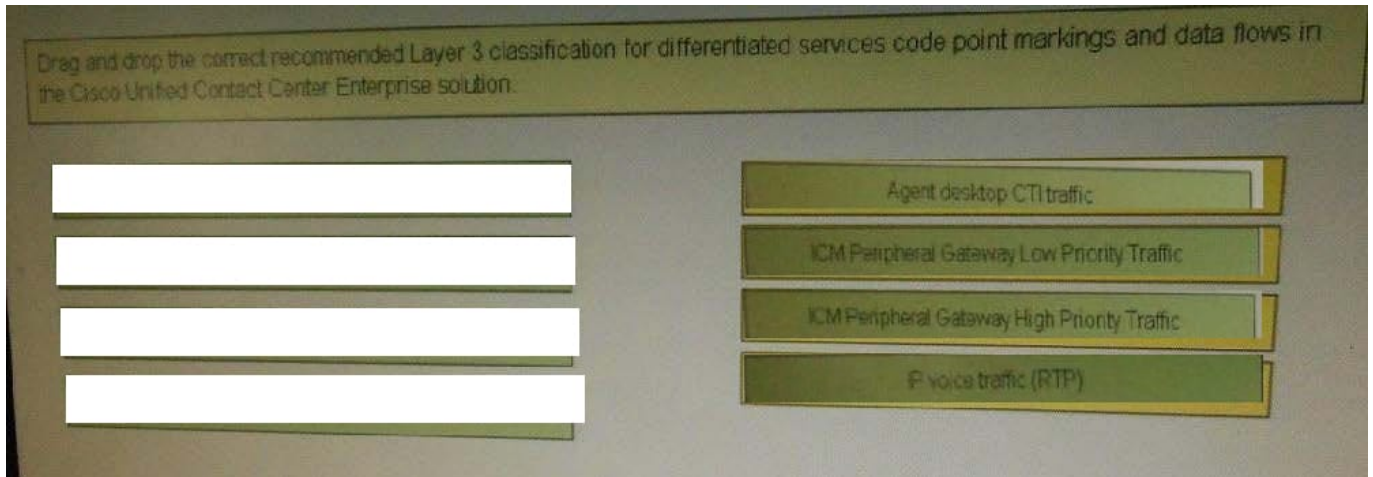 Drag and drop the correct recommended Layer 3 classification for differentiated services code point markings and data flows in
the Cisco Unified Contact Center Enterprise solution.
Agent desktop CTI traffic
ICM Peripheral Gateway Low Priority Traffic
ICM Peripheral Gateway High Priority Traffic
IP voice traffic (RTP)